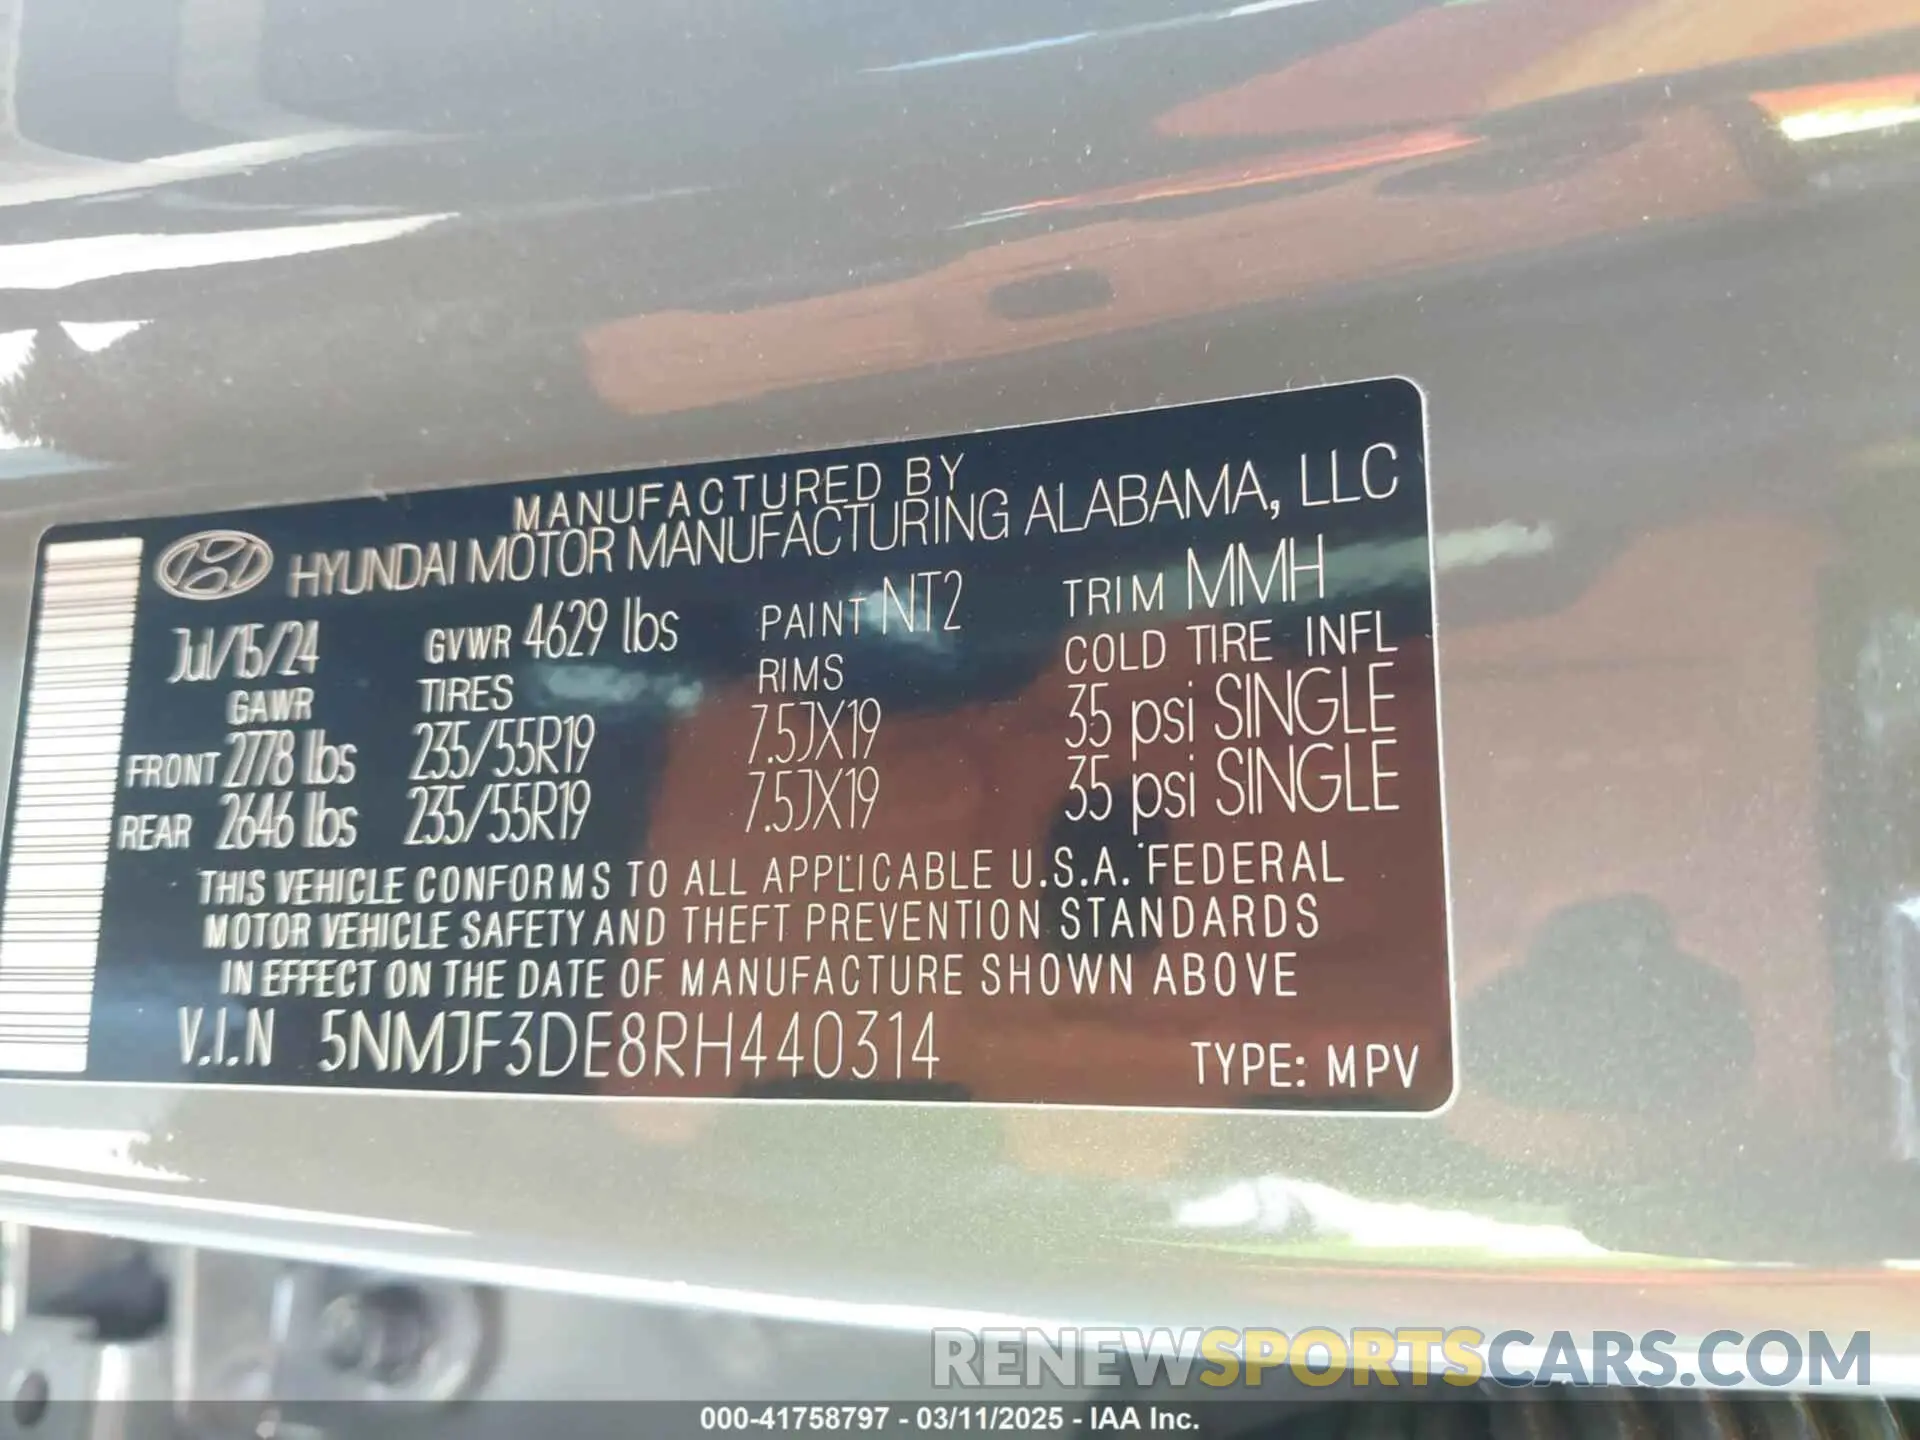 MANUFACTURED BY
HYUNDAI MOTOR MANUFACTURING ALABAMA, LLC
Jul/15/24 GVWR 4629 lbs PAINT NT2 TRIM MMH
GAWR TIRES RIMS COLD TIRE INFL
FRONT 2778 lbs 235/55R19 7.5JX19 35 psi SINGLE
REAR 2646 lbs 235/55R19 7.5JX19 35 psi SINGLE
THIS VEHICLE CONFORMS TO ALL APPLICABLE U.S.A. FEDERAL
MOTOR VEHICLE SAFETY AND THEFT PREVENTION STANDARDS
IN EFFECT ON THE DATE OF MANUFACTURE SHOWN ABOVE
V.I.N 5NMJF3DE8RH440314 TYPE: MPV
RENEWSPORTSCARS.COM
000-41758797 - 03/11/2025 - IAA Inc.